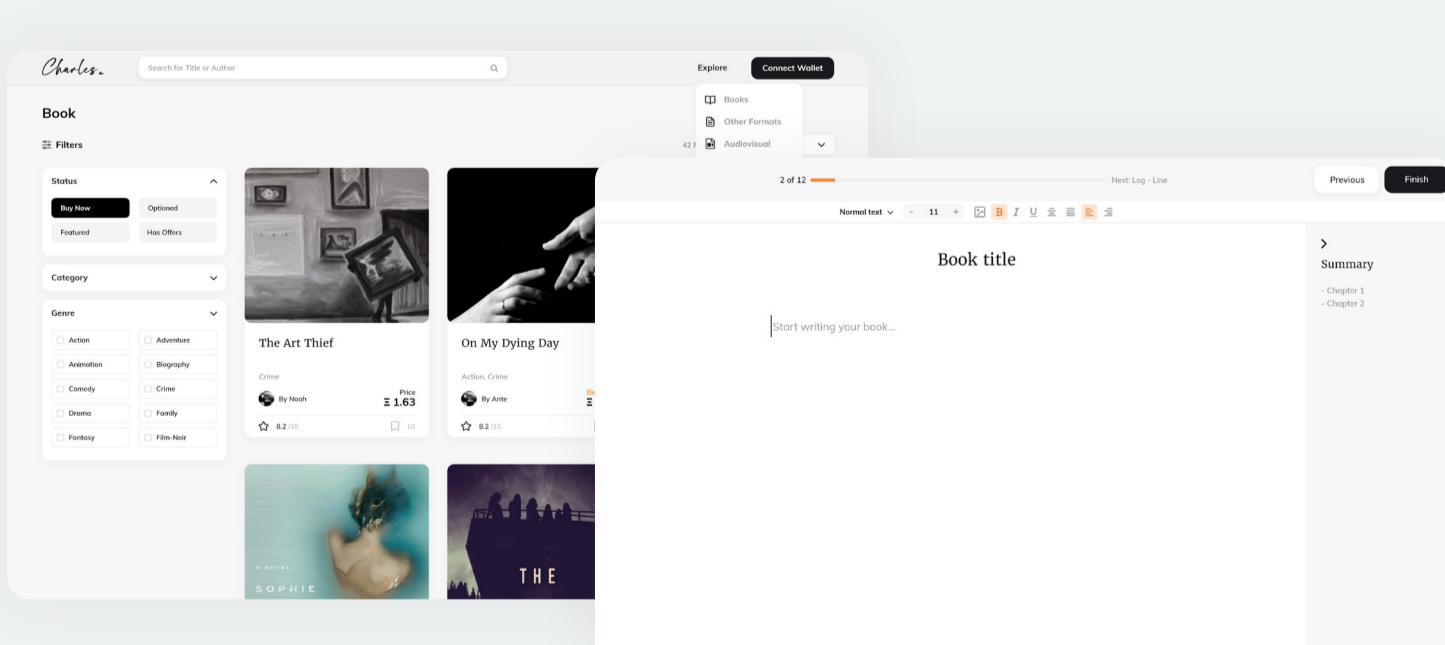 Charles.
Search for Title or Author
Explore
Connect Wallet
Books
Other Formats
Audiovisual
Book
Filters
42
Status
Buy Now
Optioned
Featured
Has Offers
Category
Genre
Action
Adventure
Animation
Biography
Comedy
Crime
Drama
Family
Fantasy
Film-Noir
The Art Thief
Crime
By Noah
Price
Ξ 1.63
8.2 /10
10
On My Dying Day
Action, Crime
By Ante
Be
Ξ
8.2 /10
A NOVEL
SOPHIE
THE
2 of 12
Next: Log - Line
Previous
Finish
Normal text
- 11 +
B I U
Book title
Start writing your book...
Summary
- Chapter 1
- Chapter 2